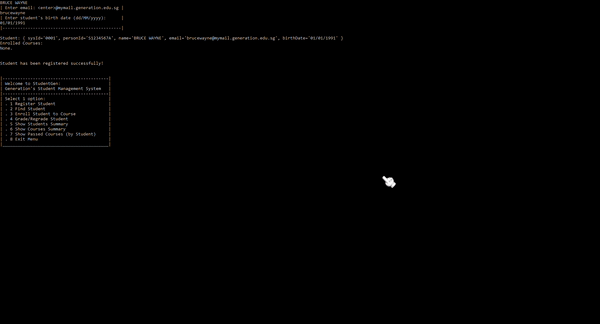 BRUCE WAYNE
| Enter email: <enter>@mymail.generation.edu.sg |
brucewayne
| Enter student's birth date (dd/MM/yyyy): |
01/01/1991
|---------------------------------------------|
Student: { sysId='0001', personId='S1234567A', name='BRUCE WAYNE', email='brucewayne@mymail.generation.edu.sg', birthDate='01/01/1991' }
Enrolled Courses:
None.
Student has been registered successfully!
|----------------------------------------|
| Welcome to StudentGen: |
| Generation's Student Management System |
|----------------------------------------|
| Select 1 option: |
| . 1 Register Student |
| . 2 Find Student |
| . 3 Enroll Student to Course |
| . 4 Grade/Regrade Student |
| . 5 Show Students Summary |
| . 6 Show Courses Summary |
| . 7 Show Passed Courses (by Student) |
| . 0 Exit Menu |
|________________________________________|